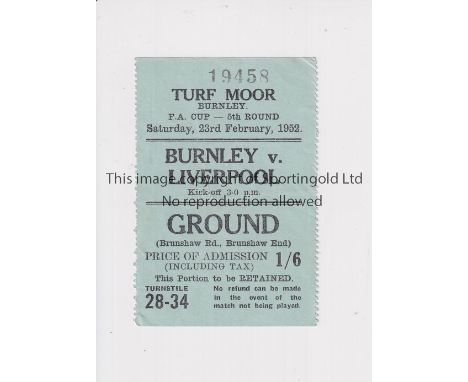 19458
TURF MOOR
BURNLEY.
F.A. CUP — 5th ROUND
Saturday, 23rd February, 1952.
BURNLEY v.
LIVERPOOL
This image is copyright of Sportingold Ltd
Kick-off 3-0 p.m.
No reproduction allowed
GROUND
(Brunshaw Rd., Brunshaw End)
PRICE OF ADMISSION 1/6
(INCLUDING TAX)
This Portion to be RETAINED.
TURNSTILE No refund can be made
28-34 in the event of the
match not being played.